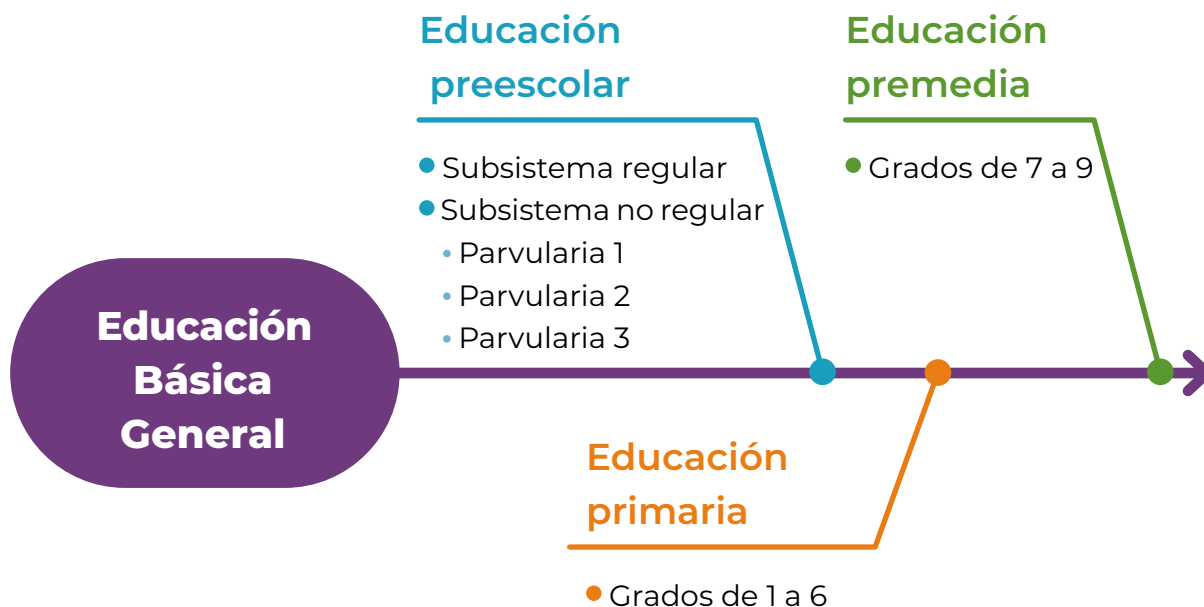 Educación
preescolar
Subsistema regular
Subsistema no regular
Parvularia 1
Parvularia 2
Parvularia 3
Educación
premedia
Grados de 7 a 9
Educación
Básica
General
Educación
primaria
Grados de 1 a 6